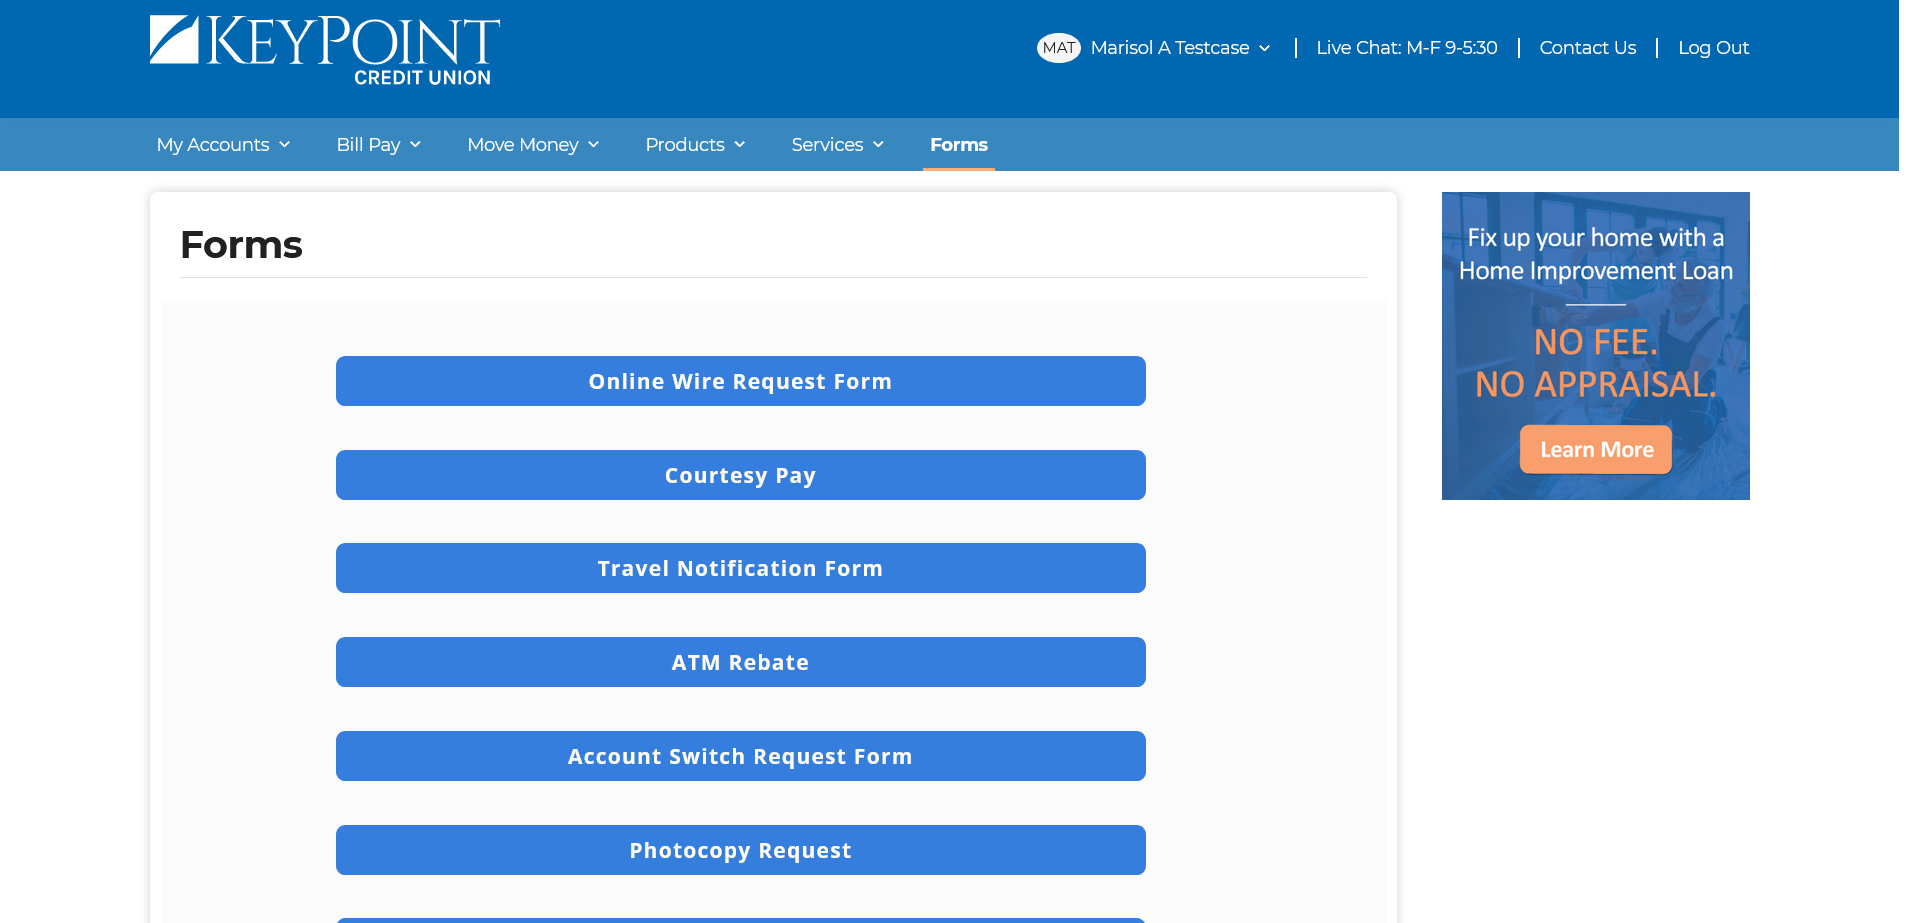 KEYPOINT
CREDIT UNION
MAT Marisol A Testcase
Live Chat: M-F 9-5:30
Contact Us
Log Out
My Accounts
Bill Pay
Move Money
Products
Services
Forms
Forms
Online Wire Request Form
Courtesy Pay
Travel Notification Form
ATM Rebate
Account Switch Request Form
Photocopy Request
Fix up your home with a
Home Improvement Loan
NO FEE.
NO APPRAISAL.
Learn More